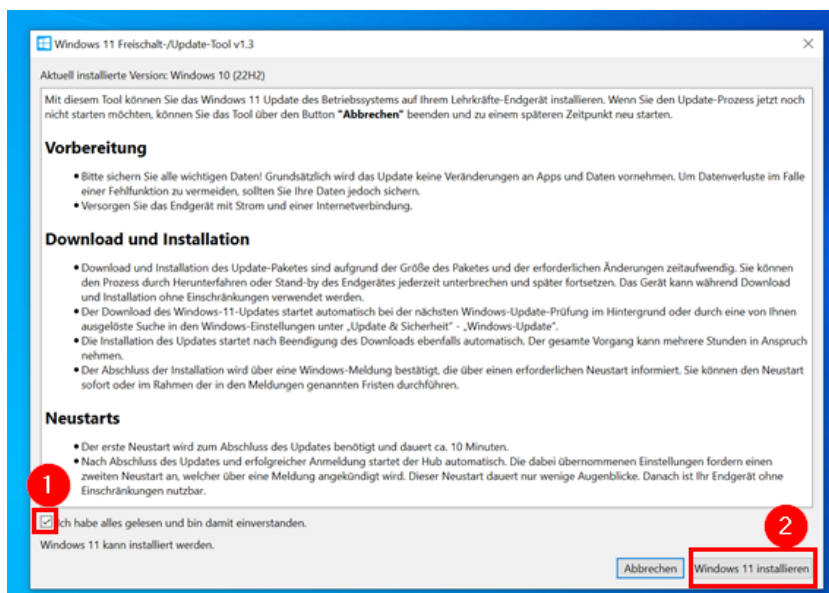 Windows 11 Freischalt-/Update-Tool v1.3
Aktuell installierte Version: Windows 10 (22H2)
Mit diesem Tool können Sie das Windows 11 Update des Betriebssystems auf Ihrem Lehrkräfte-Endgerät installieren. Wenn Sie den Update-Prozess jetzt noch
nicht starten möchten, können Sie das Tool über den Button "Abbrechen" beenden und zu einem späteren Zeitpunkt neu starten.
Vorbereitung
• Bitte sichern Sie alle wichtigen Daten! Grundsätzlich wird das Update keine Veränderungen an Apps und Daten vornehmen. Um Datenverluste im Falle
einer Fehlfunktion zu vermeiden, sollten Sie Ihre Daten jedoch sichern.
• Versorgen Sie das Endgerät mit Strom und einer Internetverbindung.
Download und Installation
• Download und Installation des Update-Paketes sind aufgrund der Größe des Paketes und der erforderlichen Änderungen zeitaufwendig. Sie können
den Prozess durch Herunterfahren oder Stand-by des Endgerätes jederzeit unterbrechen und später fortsetzen. Das Gerät kann während Download
und Installation ohne Einschränkungen verwendet werden.
• Der Download des Windows-11-Updates startet automatisch bei der nächsten Windows-Update-Prüfung im Hintergrund oder durch eine von Ihnen
ausgelöste Suche in den Windows-Einstellungen unter „Update & Sicherheit" - „Windows-Update".
• Die Installation des Updates startet nach Beendigung des Downloads ebenfalls automatisch. Der gesamte Vorgang kann mehrere Stunden in Anspruch
nehmen.
• Der Abschluss der Installation wird über eine Windows-Meldung bestätigt, die über einen erforderlichen Neustart informiert. Sie können den Neustart
sofort oder im Rahmen der in den Meldungen genannten Fristen durchführen.
Neustarts
• Der erste Neustart wird zum Abschluss des Updates benötigt und dauert ca. 10 Minuten.
• Nach Abschluss des Updates und erfolgreicher Anmeldung startet der Hub automatisch. Die dabei übernommenen Einstellungen fordern einen
zweiten Neustart an, welcher über eine Meldung angekündigt wird. Dieser Neustart dauert nur wenige Augenblicke. Danach ist Ihr Endgerät ohne
Einschränkungen nutzbar.
1
Ich habe alles gelesen und bin damit einverstanden.
2
Windows 11 kann installiert werden.
Abbrechen
Windows 11 installieren